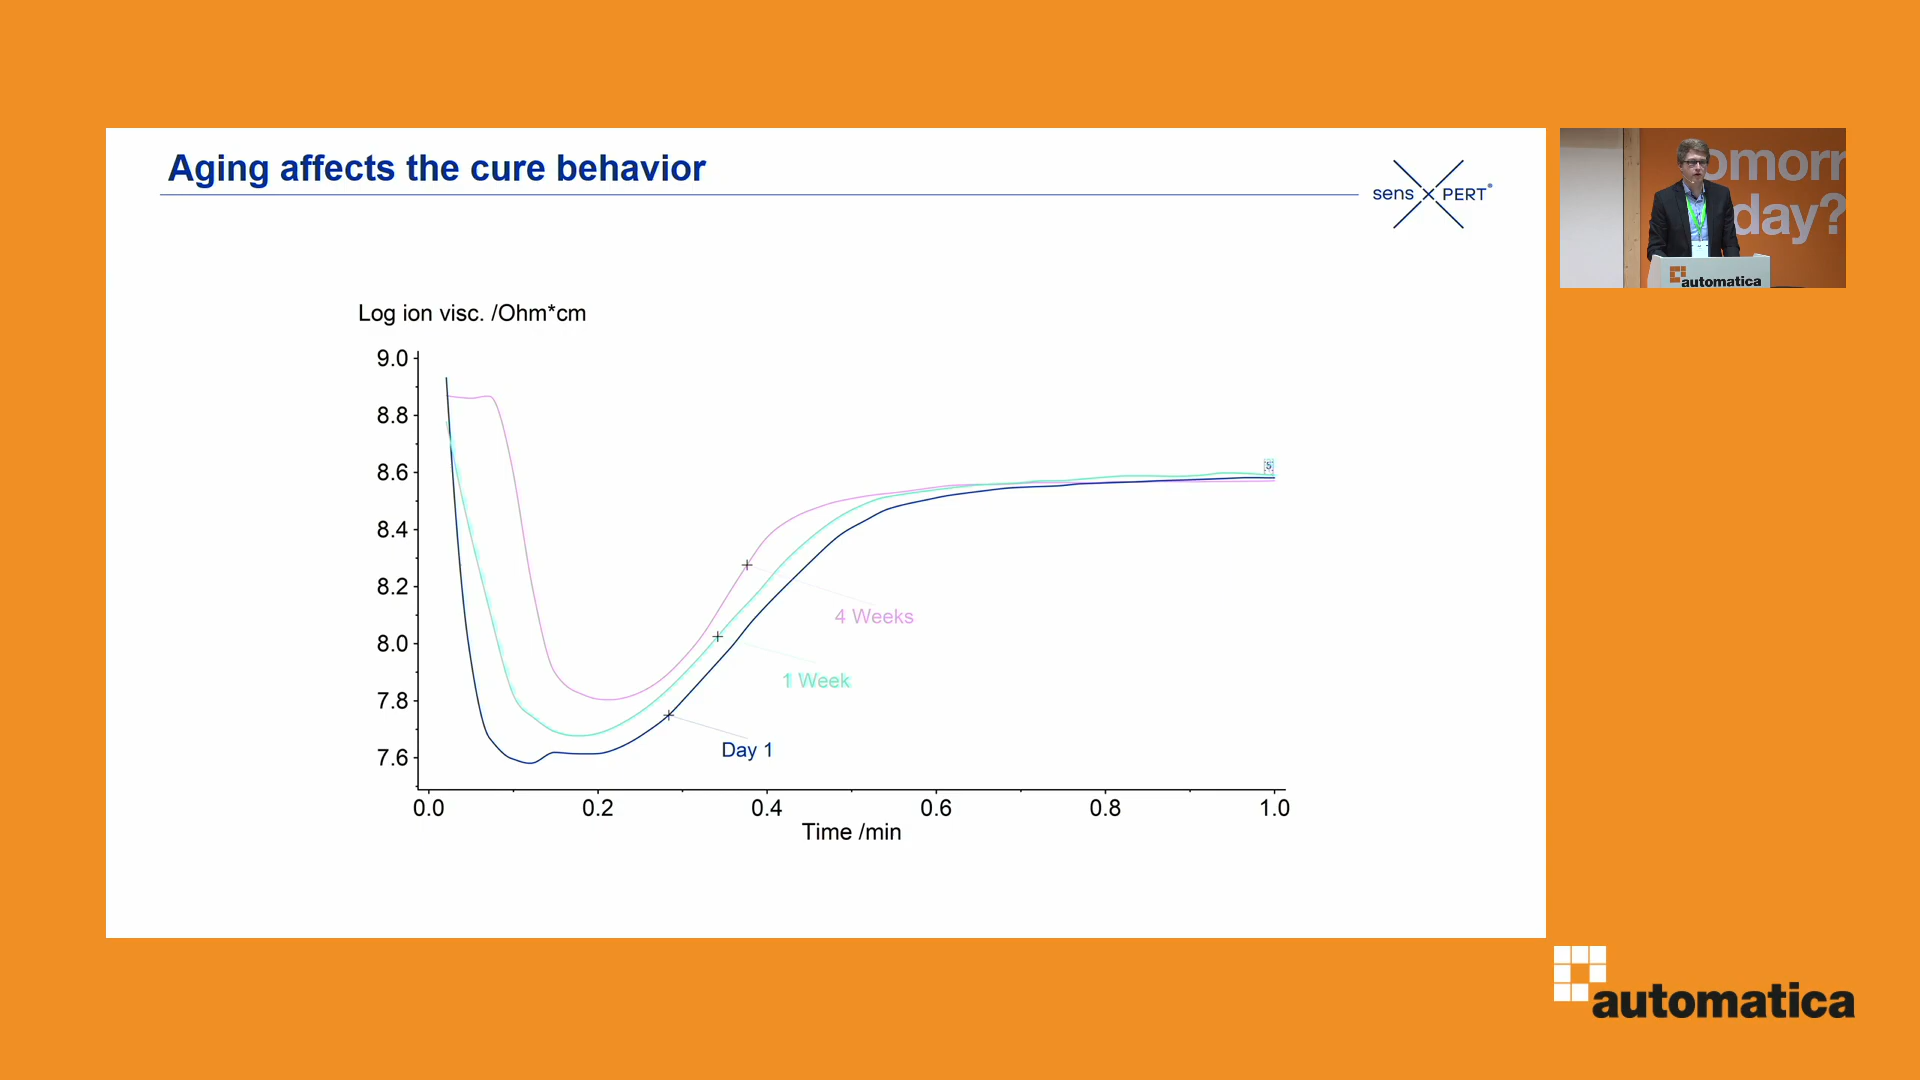 Aging affects the cure behavior
sens PERT
omorr
day?
automatica
Log ion visc. /Ohm*cm
9.0
8.8
8.6
8.4
8.2
8.0
7.8
7.6
4 Weeks
1 Week
Day 1
0.0 0.2 0.4 0.6 0.8 1.0
Time /min
automatica